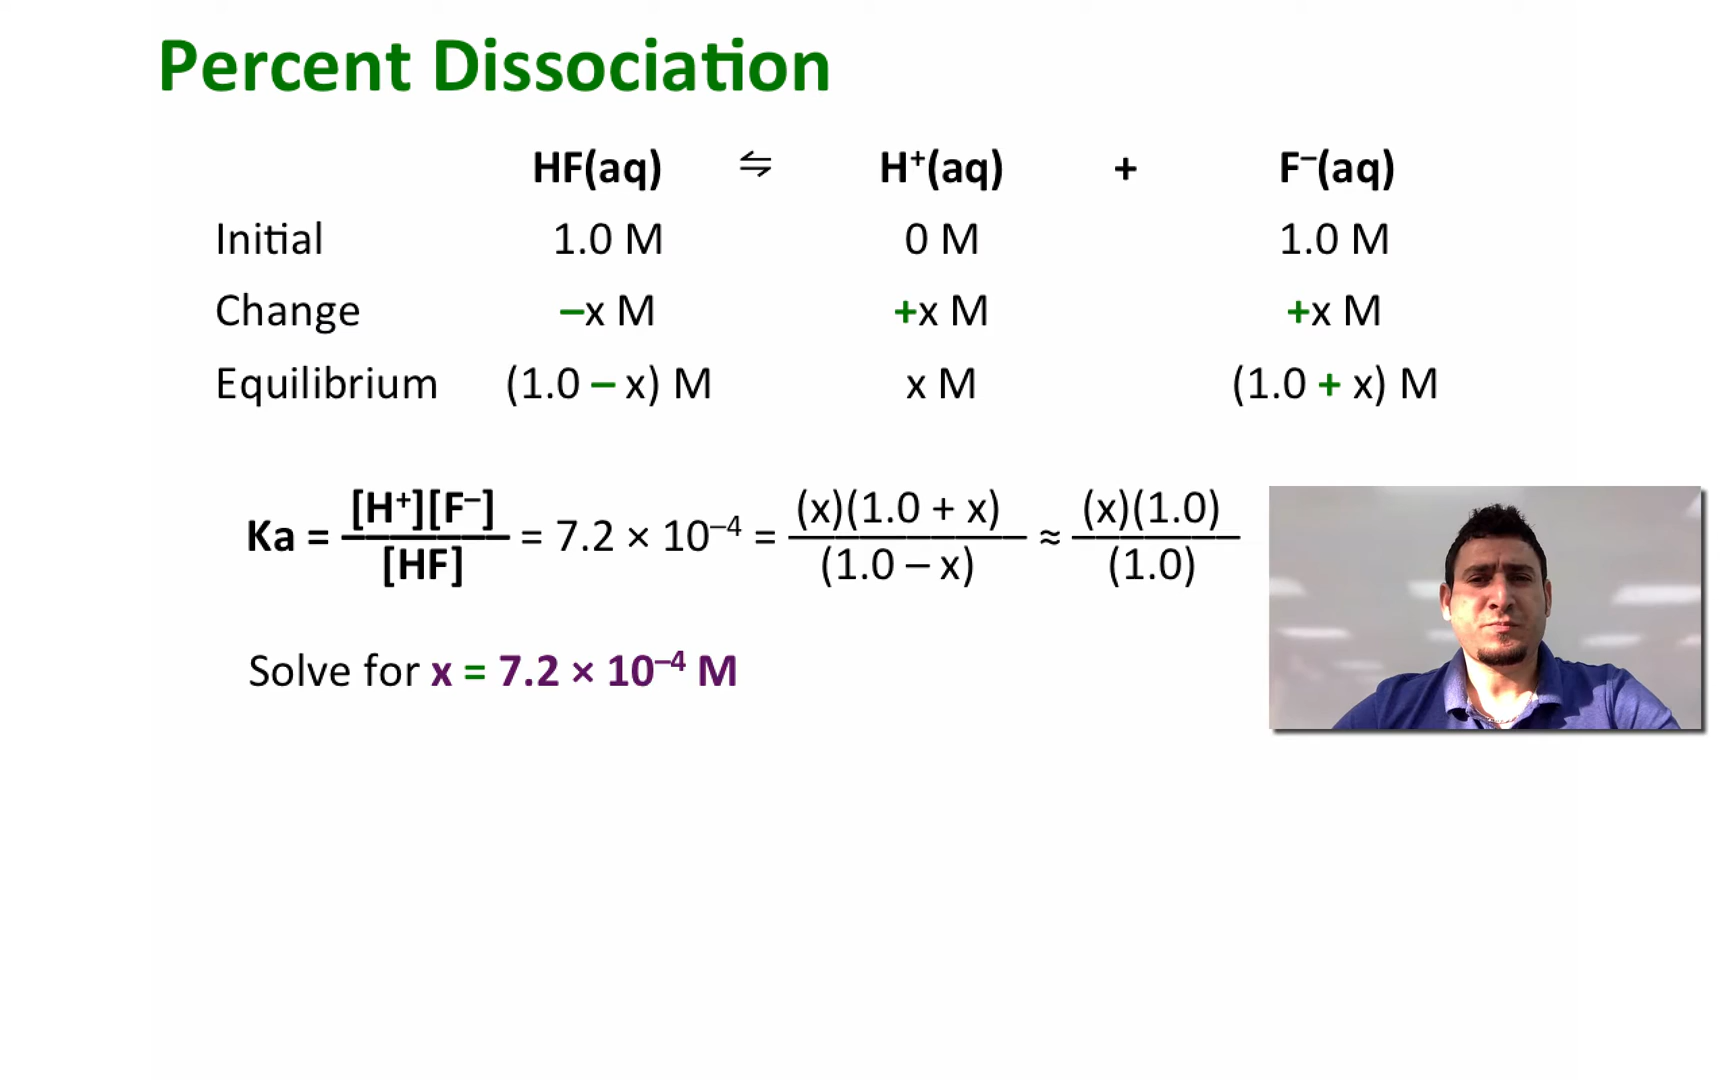 Percent Dissociation
HF(aq) ⇋ H⁺(aq) + F⁻(aq)
Initial 1.0 M 0 M 1.0 M
Change –x M +x M +x M
Equilibrium (1.0 – x) M x M (1.0 + x) M
Ka = [H⁺][F⁻] / [HF] = 7.2 × 10⁻⁴ = (x)(1.0 + x) / (1.0 – x) ≈ (x)(1.0) / (1.0)
Solve for x = 7.2 × 10⁻⁴ M